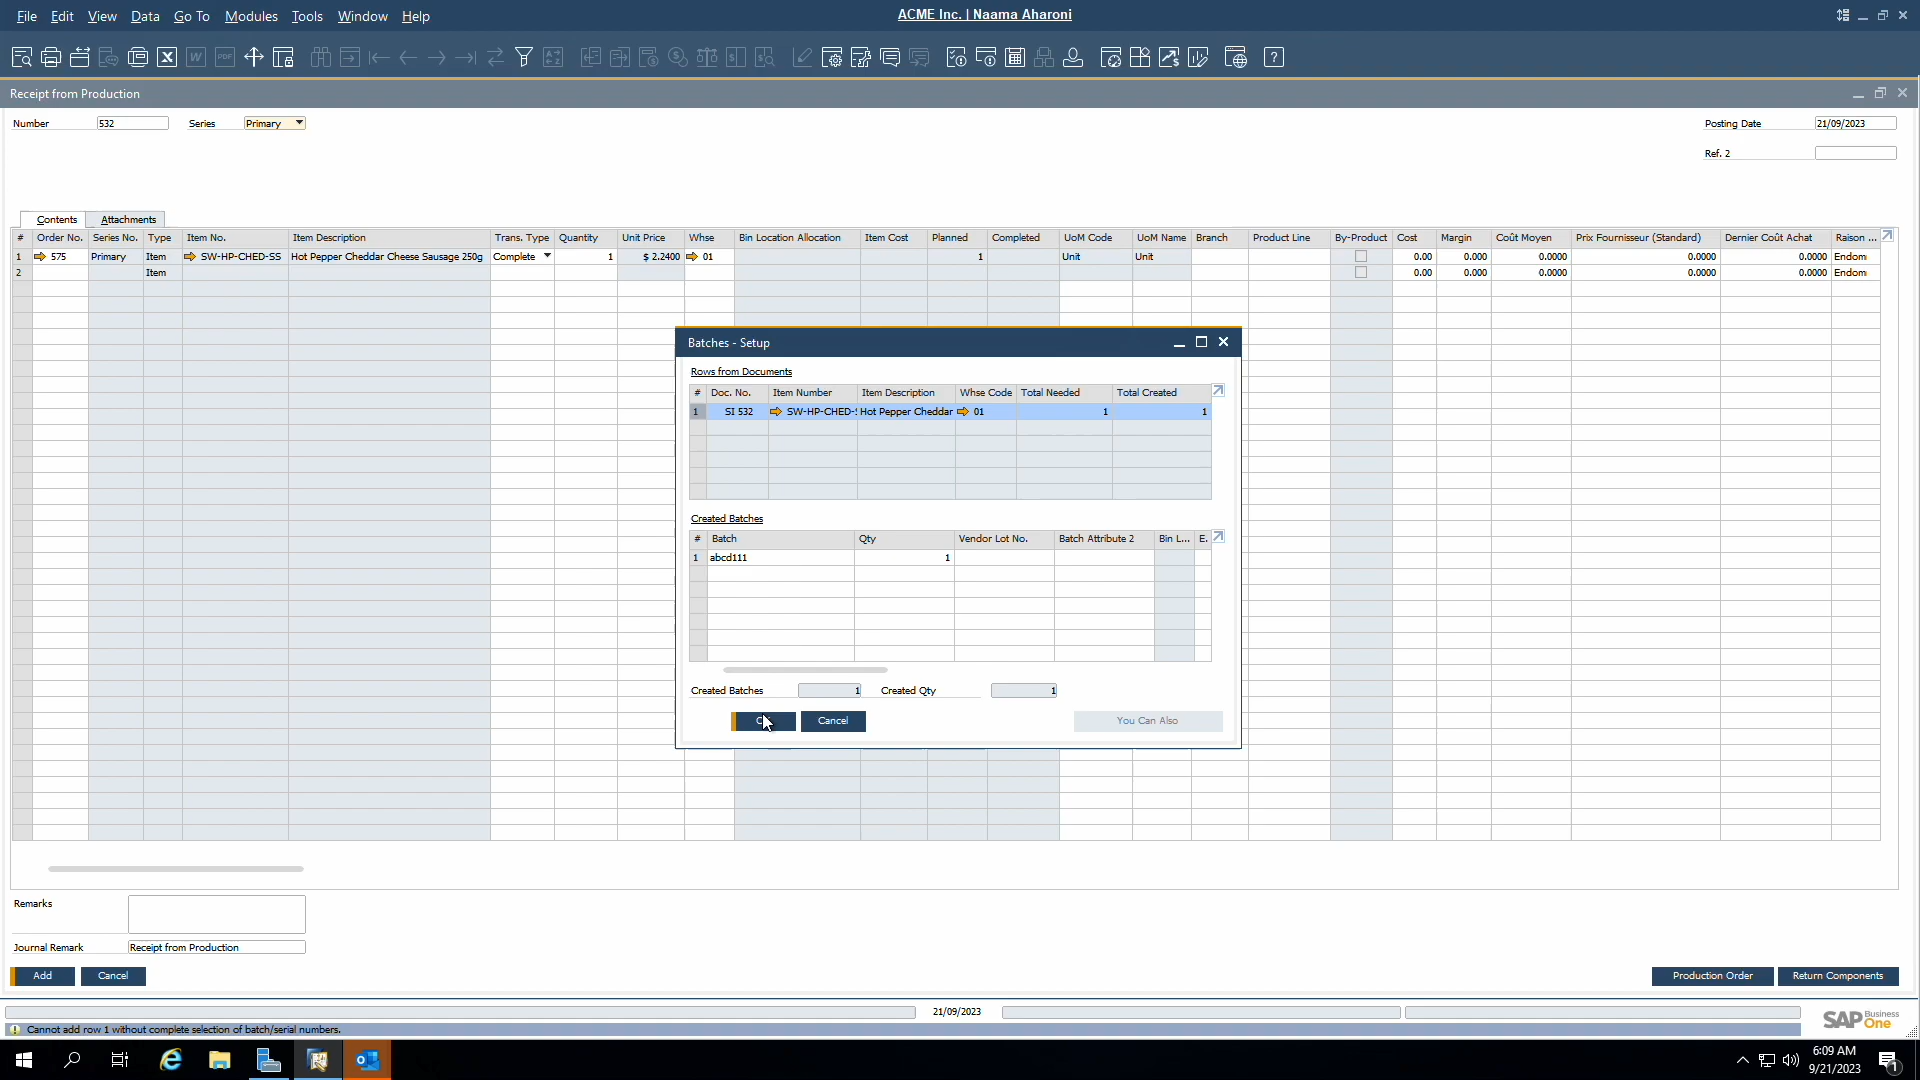 File Edit View Data Go To Modules Tools Window Help
ACME Inc. | Naama Aharoni
Receipt from Production
Number 532 Series Primary
Posting Date 21/09/2023
Ref. 2
Contents Attachments
# Order No. Series No. Type Item No. Item Description Trans. Type Quantity Unit Price Whse Bin Location Allocation Item Cost Planned Completed UoM Code UoM Name Branch Product Line By-Product Cost Margin Coût Moyen Prix Fournisseur (Standard) Dernier Coût Achat Raison ...
1 575 Primary Item SW-HP-CHED-SS Hot Pepper Cheddar Cheese Sausage 250g Complete 1 $ 2.2400 01 1 Unit Unit 0.00 0.000 0.0000 0.0000 0.0000 Endom
2 Item 0.00 0.000 0.0000 0.0000 0.0000 Endom
Batches - Setup
Rows from Documents
# Doc. No. Item Number Item Description Whse Code Total Needed Total Created
1 SI 532 SW-HP-CHED- Hot Pepper Cheddar 01 1 1
Created Batches
# Batch Qty Vendor Lot No. Batch Attribute 2 Bin L... E.
1 abcd111 1
Created Batches 1 Created Qty 1
Cancel You Can Also
Remarks
Journal Remark Receipt from Production
Add Cancel
Production Order Return Components
21/09/2023
Cannot add row 1 without complete selection of batch/serial numbers.
SAP Business One
6:09 AM
9/21/2023
1